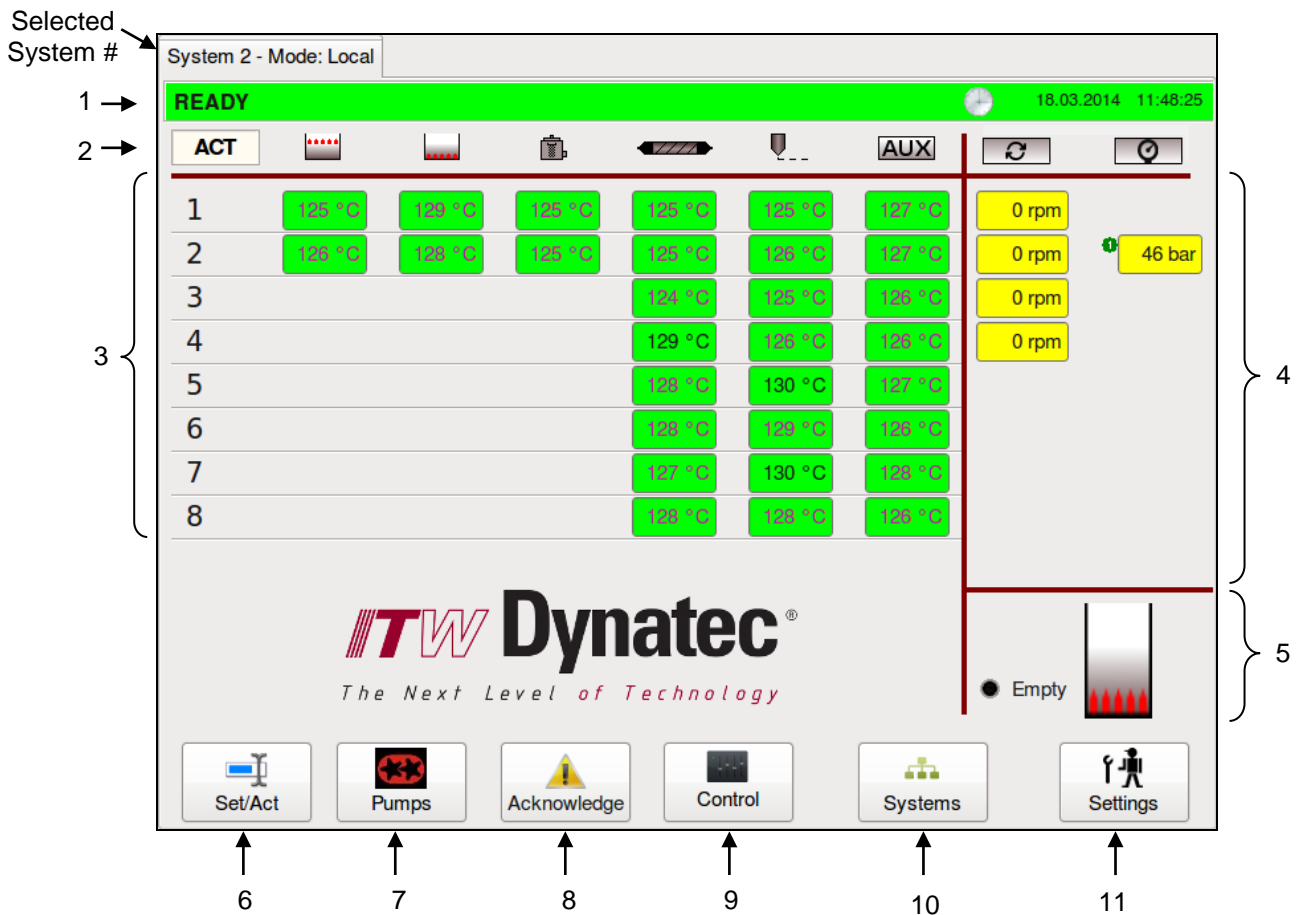 Selected
System #
System 2 - Mode: Local
1
READY 18.03.2014 11:48:25
2
ACT AUX
1 125 °C 129 °C 125 °C 125 °C 125 °C 127 °C 0 rpm
2 126 °C 128 °C 125 °C 125 °C 126 °C 127 °C 0 rpm 1 46 bar
3 124 °C 125 °C 126 °C 0 rpm
4 129 °C 126 °C 126 °C 0 rpm
3
4
5 128 °C 130 °C 127 °C
6 128 °C 129 °C 126 °C
7 127 °C 130 °C 128 °C
8 128 °C 128 °C 126 °C
ITW Dynatec ®
The Next Level of Technology
Empty
5
Set/Act Pumps Acknowledge Control Systems Settings
6 7 8 9 10 11